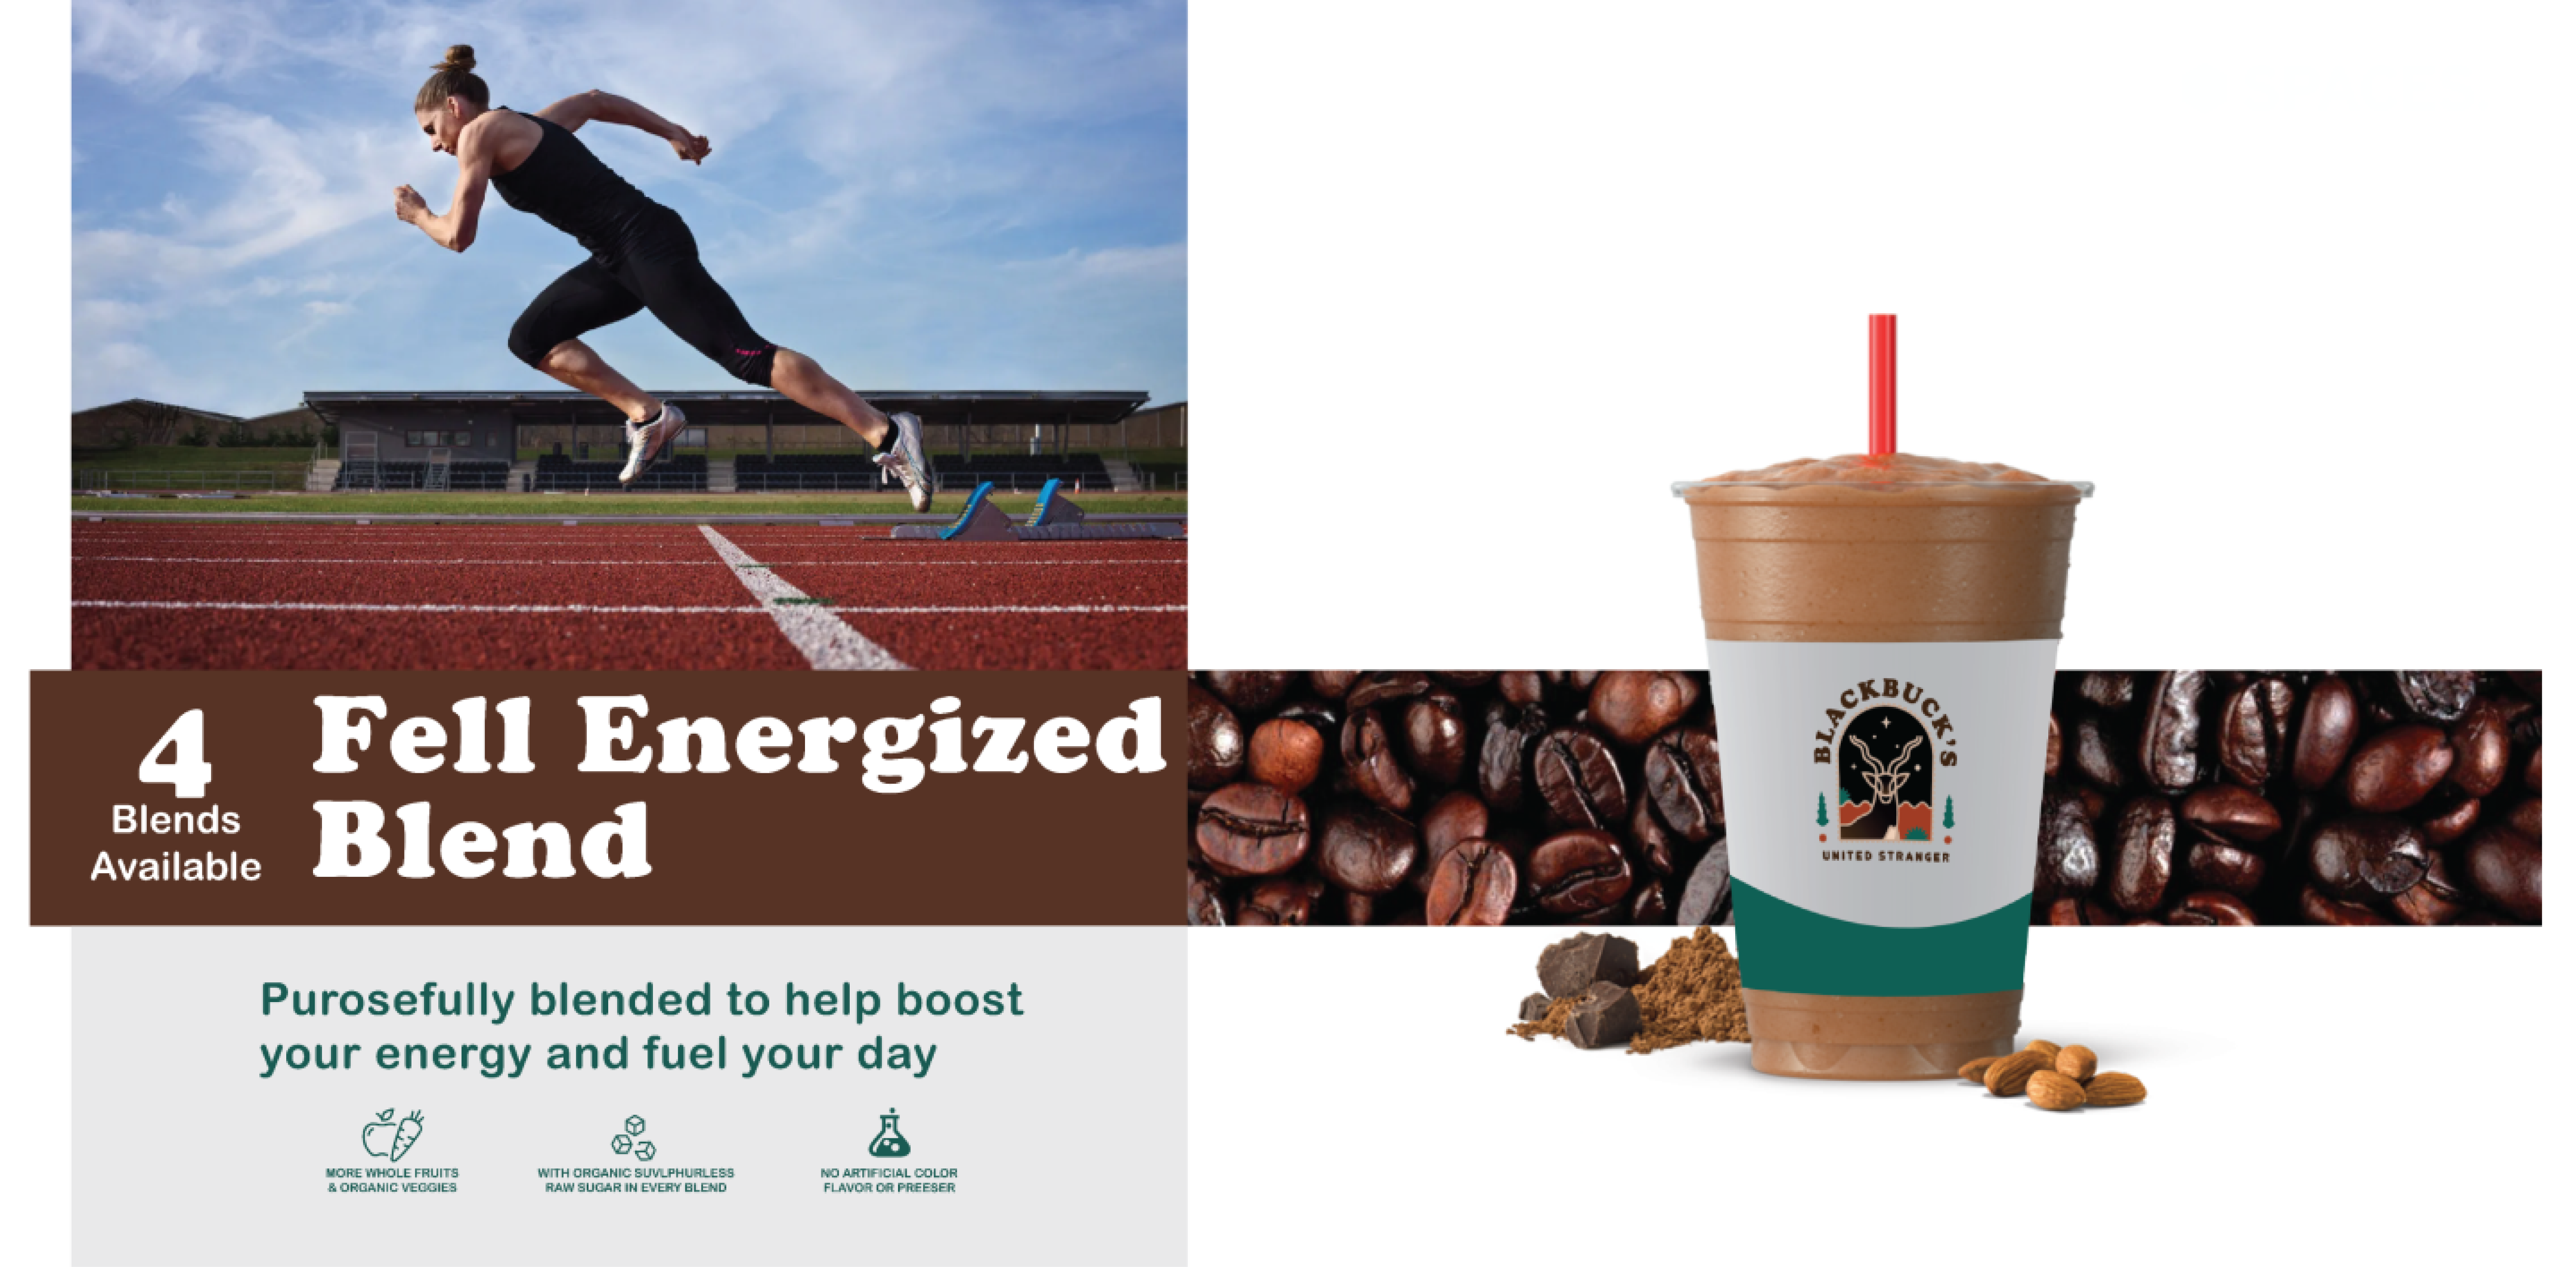 4
Blends
Available
Fell Energized
Blend
Purosefully blended to help boost
your energy and fuel your day
MORE WHOLE FRUITS
& ORGANIC VEGGIES
WITH ORGANIC SUVLPHURLESS
RAW SUGAR IN EVERY BLEND
NO ARTIFICIAL COLOR
FLAVOR OR PREESER
BLACKBUCK'S
UNITED STRANGER